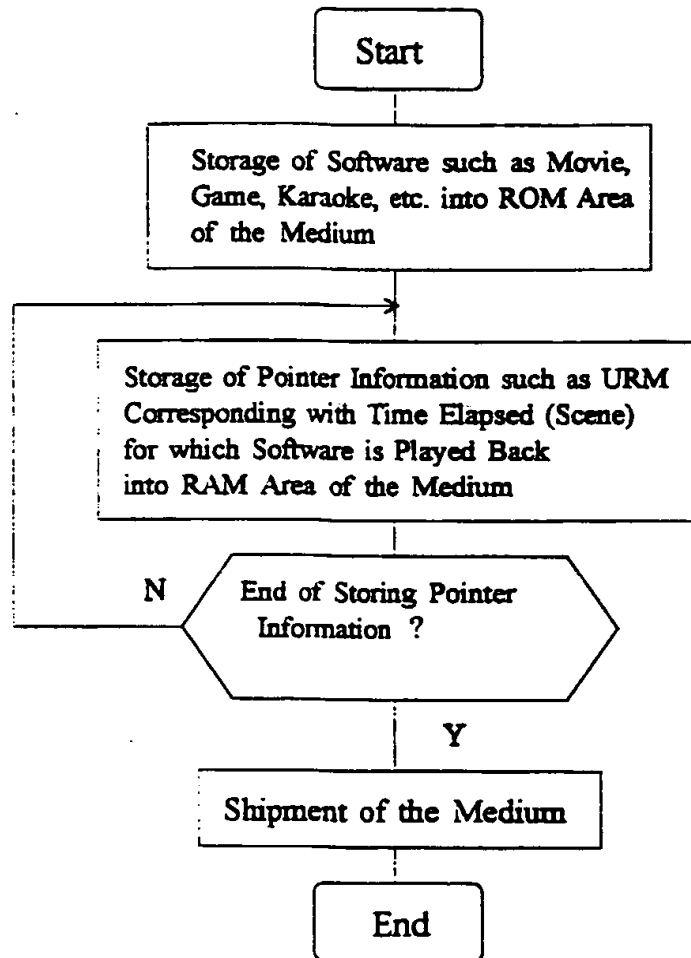 Start
Storage of Software such as Movie,
Game, Karaoke, etc. into ROM Area
of the Medium
Storage of Pointer Information such as URM
Corresponding with Time Elapsed (Scene)
for which Software is Played Back
into RAM Area of the Medium
N
End of Storing Pointer
Information ?
Y
Shipment of the Medium
End